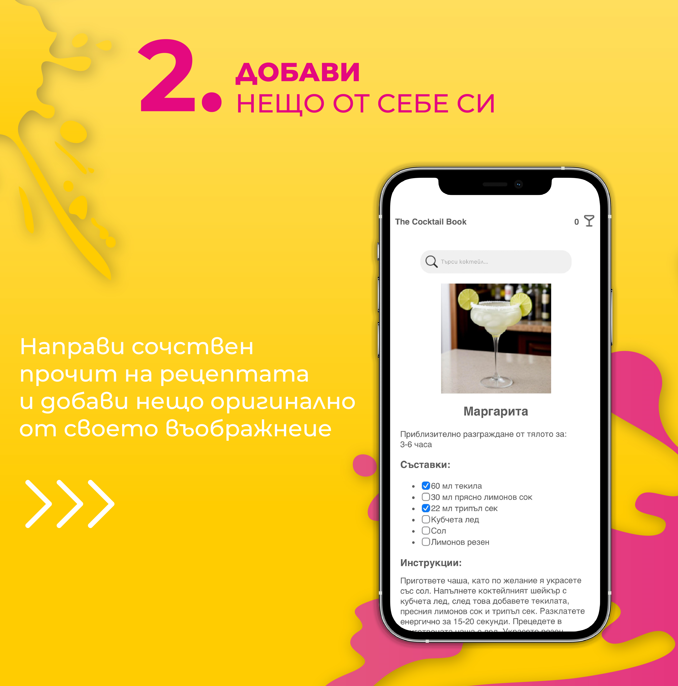 2. ДОБАВИ
НЕЩО ОТ СЕБЕ СИ
The Cocktail Book
0
Търси коктейл...
Маргарита
Приблизително разграждане от тялото за:
3-6 часа
Съставки:
60 мл текила
30 мл прясно лимонов сок
22 мл трипъл сек
Кубчета лед
Сол
Лимонов резен
Инструкции:
Пригответе чаша, като по желание я украсете
със сол. Напълнете коктейлният шейкър с
кубчета лед, след това добавете текилата,
пресния лимонов сок и трипъл сек. Разклатете
енергично за 15-20 секунди. Прецедете в
чаша с лед. Украсете
Направи сочствен
прочит на рецептата
и добави нещо оригинално
от своето въображнеие